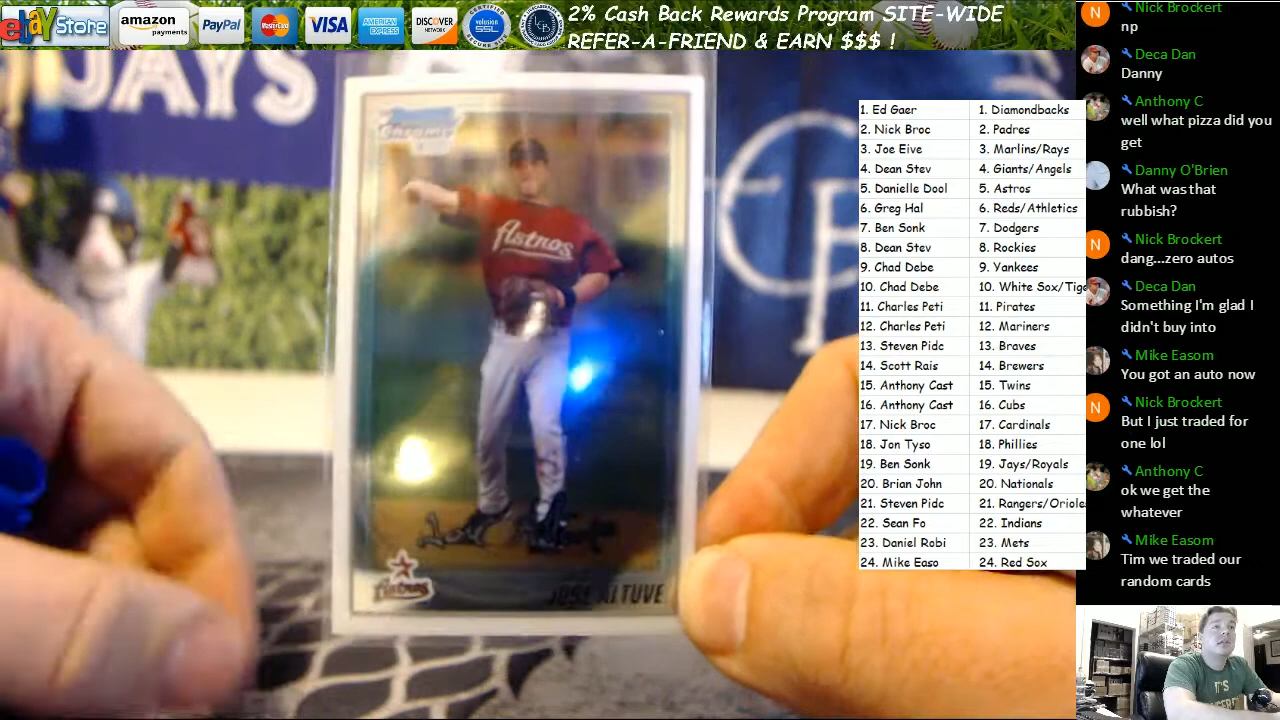 ebay Store
amazon
payments
PayPal
MasterCard
VISA
AMERICAN
EXPRESS
DISCOVER
NETWORK
volusion
SSL
2% Cash Back Rewards Program SITE-WIDE
REFER-A-FRIEND & EARN $$$ !
JAYS
Chrome
Astros
Astros
JOSE ALTUVE
1. Ed Gaer 1. Diamondbacks
2. Nick Broc 2. Padres
3. Joe Eive 3. Marlins/Rays
4. Dean Stev 4. Giants/Angels
5. Danielle Dool 5. Astros
6. Greg Hal 6. Reds/Athletics
7. Ben Sonk 7. Dodgers
8. Dean Stev 8. Rockies
9. Chad Debe 9. Yankees
10. Chad Debe 10. White Sox/Tige
11. Charles Peti 11. Pirates
12. Charles Peti 12. Mariners
13. Steven Pidc 13. Braves
14. Scott Rais 14. Brewers
15. Anthony Cast 15. Twins
16. Anthony Cast 16. Cubs
17. Nick Broc 17. Cardinals
18. Jon Tyso 18. Phillies
19. Ben Sonk 19. Jays/Royals
20. Brian John 20. Nationals
21. Steven Pidc 21. Rangers/Oriole
22. Sean Fo 22. Indians
23. Daniel Robi 23. Mets
24. Mike Easo 24. Red Sox
N Nick Brockert
np
Deca Dan
Danny
Anthony C
well what pizza did you
get
Danny O'Brien
What was that
rubbish?
N Nick Brockert
dang...zero autos
Deca Dan
Something I'm glad I
didn't buy into
Mike Easom
You got an auto now
N Nick Brockert
But I just traded for
one lol
Anthony C
ok we get the
whatever
Mike Easom
Tim we traded our
random cards
IT'S